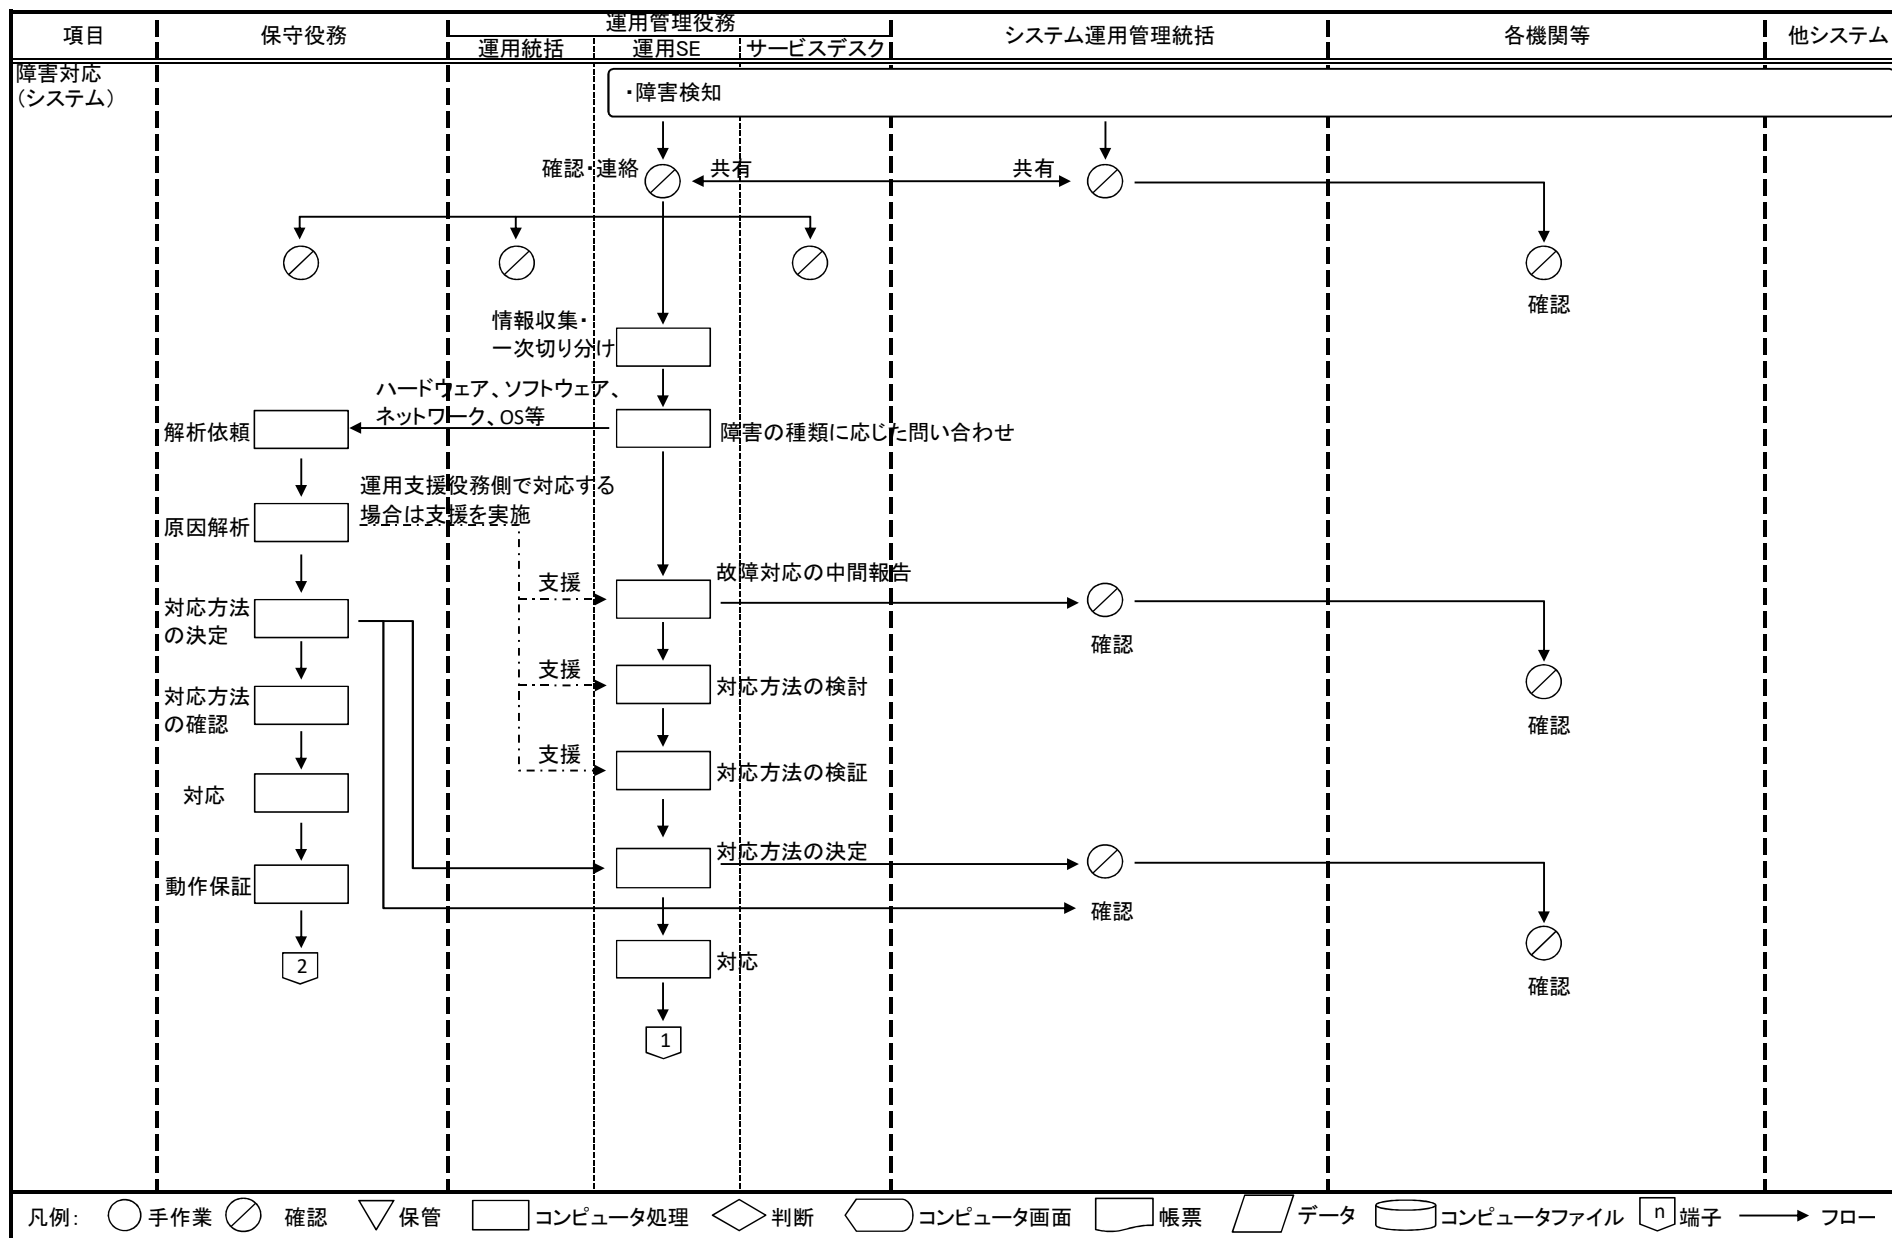 項目
保守役務
運用管理役務
運用統括
運用SE
サービスデスク
システム運用管理統括
各機関等
他システム
障害対応
(システム)
・障害検知
確認・連絡
共有
共有
確認
情報収集・
一次切り分け
ハードウェア、ソフトウェア、
ネットワーク、OS等
解析依頼
障害の種類に応じた問い合わせ
運用支援役務側で対応する
場合は支援を実施
原因解析
支援
故障対応の中間報告
対応方法
の決定
確認
支援
対応方法の検討
対応方法
の確認
確認
支援
対応方法の検証
対応
対応方法の決定
動作保証
確認
2
対応
確認
1
凡例:
手作業
確認
保管
コンピュータ処理
判断
コンピュータ画面
帳票
データ
コンピュータファイル
n
端子
フロー